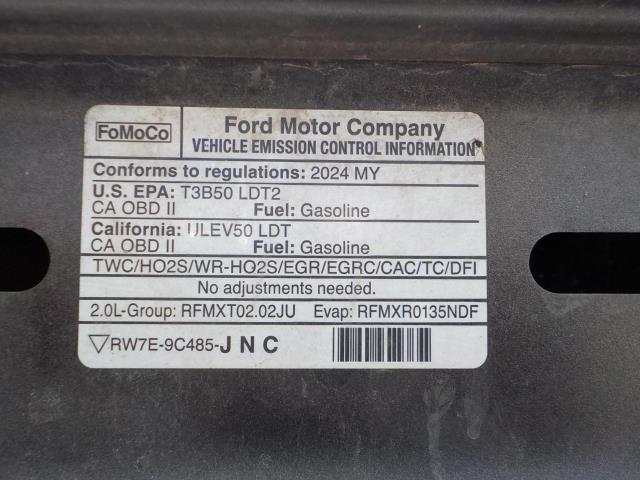 FoMoCo
Ford Motor Company
VEHICLE EMISSION CONTROL INFORMATION
Conforms to regulations: 2024 MY
U.S. EPA: T3B50 LDT2
CA OBD II Fuel: Gasoline
California: ULEV50 LDT
CA OBD II Fuel: Gasoline
TWC/HO2S/WR-HO2S/EGR/EGRC/CAC/TC/DFI
No adjustments needed.
2.0L-Group: RFMXT02.02JU Evap: RFMXR0135NDF
▽RW7E-9C485-J N C